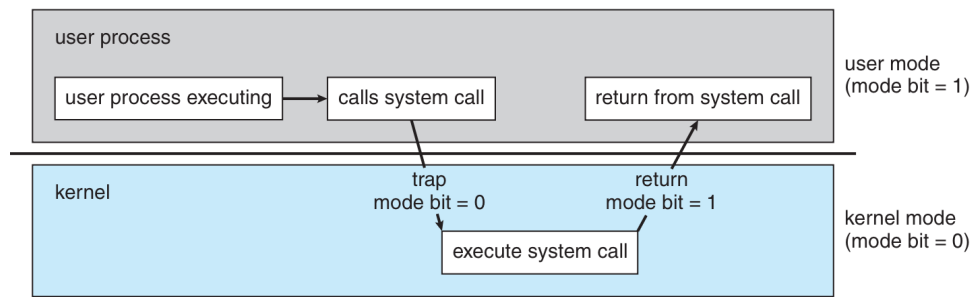 user process
user process executing
calls system call
return from system call
user mode
(mode bit = 1)
trap
mode bit = 0
return
mode bit = 1
kernel
execute system call
kernel mode
(mode bit = 0)